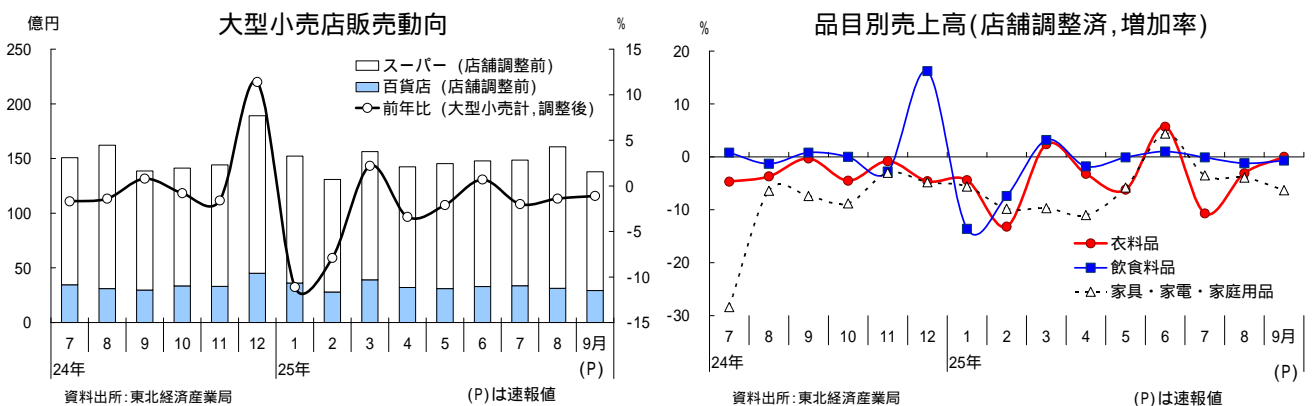 大型小売店販売動向
億円
%
250
200
150
100
50
0
15
10
5
0
-5
-10
-15
スーパー (店舗調整前)
百貨店 (店舗調整前)
前年比 (大型小売計,調整後)
7 8 9 10 11 12 1 2 3 4 5 6 7 8 9月
24年 25年 (P)
資料出所:東北経済産業局 (P)は速報値
品目別売上高(店舗調整済,増加率)
%
20
10
0
-10
-20
-30
衣料品
飲食料品
家具・家電・家庭用品
7 8 9 10 11 12 1 2 3 4 5 6 7 8 9月
24年 25年 (P)
資料出所:東北経済産業局 (P)は速報値